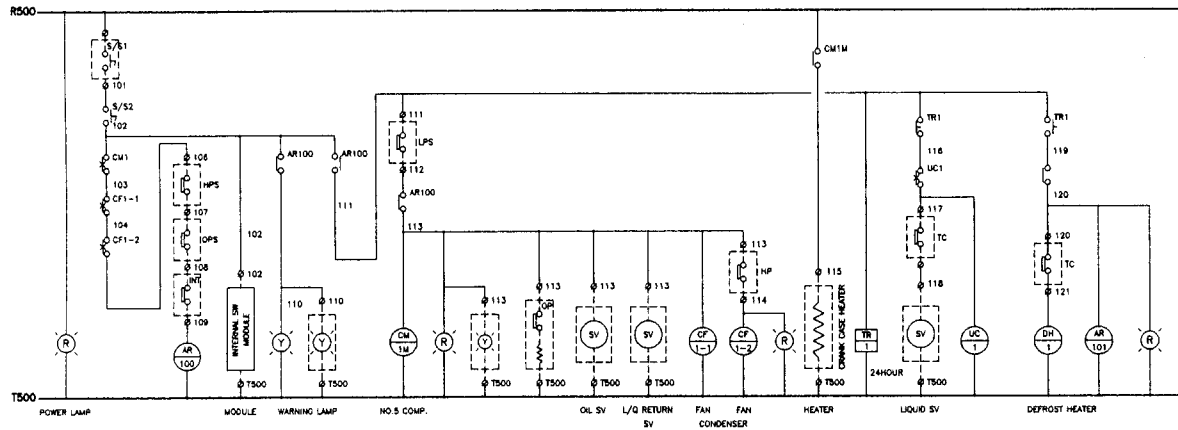 R500
S/S1
101
S/S2
102
CM1
103
CF1-1
104
CF1-2
106
HPS
107
OPS
108
INT
109
AR
100
102
102
INTERNAL SW
MODULE
T500
AR100
110
Y
110
Y
T500
AR100
111
111
LPS
112
AR100
113
CM
1M
R
113
Y
T500
113
OPI
T500
113
SV
T500
113
SV
T500
CF
1-1
113
HP
114
CF
1-2
R
CM1M
115
CRANK CASE HEATER
T500
TR
1
24HOUR
TR1
116
UC1
117
TC
118
SV
T500
UC
1
TR1
119
120
120
TC
121
DH
1
AR
101
R
R
T500
POWER LAMP
MODULE
WARNING LAMP
NO.5 COMP.
OIL SV
L/Q RETURN
SV
FAN
FAN
CONDENSER
HEATER
LIQUID SV
DEFROST HEATER